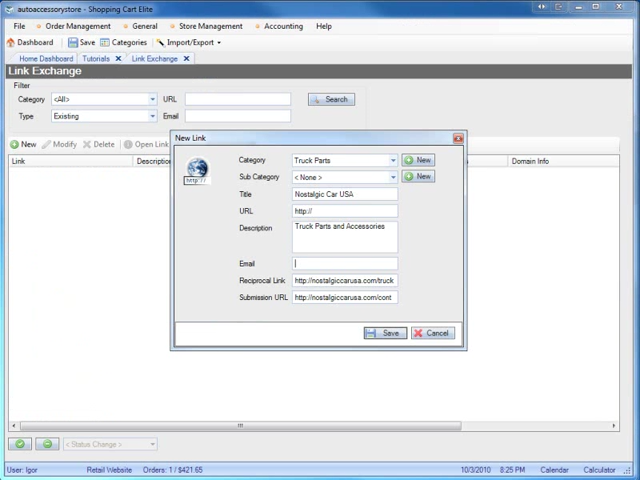 autoaccessorystore - Shopping Cart Elite
File Order Management General Store Management Accounting Help
Dashboard Save Categories Import/Export
Home Dashboard Tutorials Link Exchange
Link Exchange
Filter
Category <All> URL Search
Type Existing Email
New Modify Delete Open Link
Link Description Domain Info
New Link
http://
Category Truck Parts New
Sub Category < None > New
Title Nostalgic Car USA
URL http://
Description Truck Parts and Accessories
Email
Reciprocal Link http://nostalgiccarusa.com/truck
Submission URL http://nostalgiccarusa.com/cont
Save Cancel
< Status Change >
User: Igor Retail Website Orders: 1 / $421.65 10/3/2010 8:25 PM Calendar Calculator